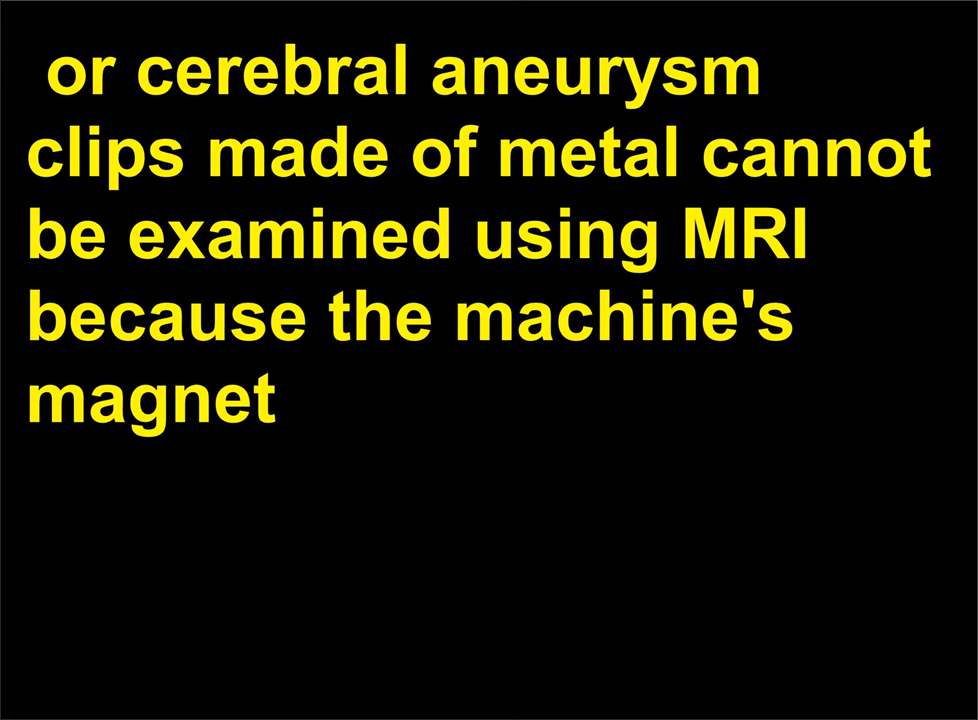 or cerebral aneurysm
clips made of metal cannot
be examined using MRI
because the machine's
magnet